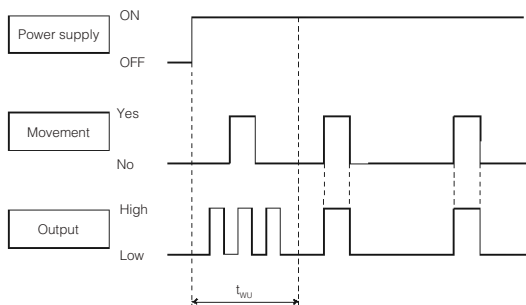 ON
Power supply
OFF
Yes
Movement
No
High
Output
Low
tWU